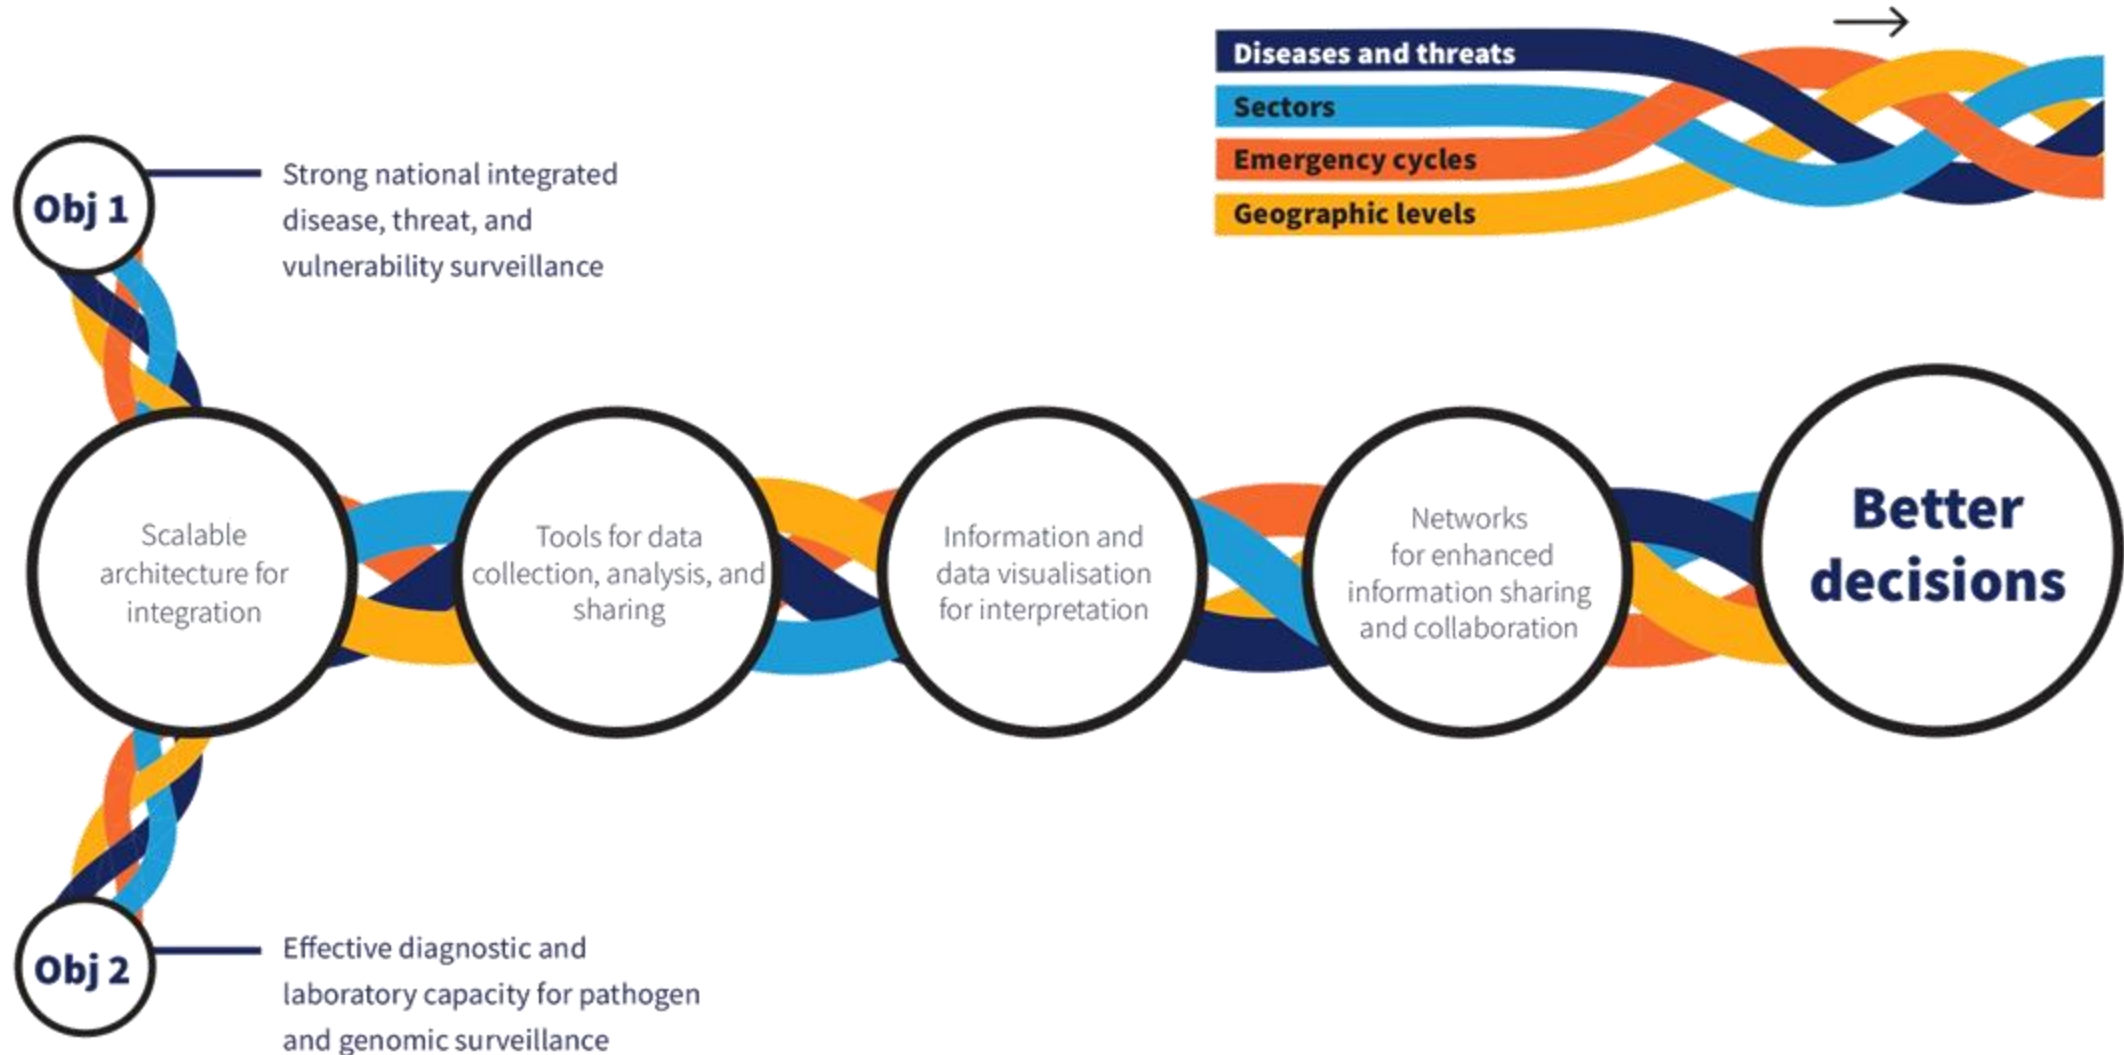 Diseases and threats
Sectors
Emergency cycles
Geographic levels
Obj 1
Strong national integrated
disease, threat, and
vulnerability surveillance
Scalable
architecture for
integration
Tools for data
collection, analysis, and
sharing
Information and
data visualisation
for interpretation
Networks
for enhanced
information sharing
and collaboration
Better
decisions
Obj 2
Effective diagnostic and
laboratory capacity for pathogen
and genomic surveillance